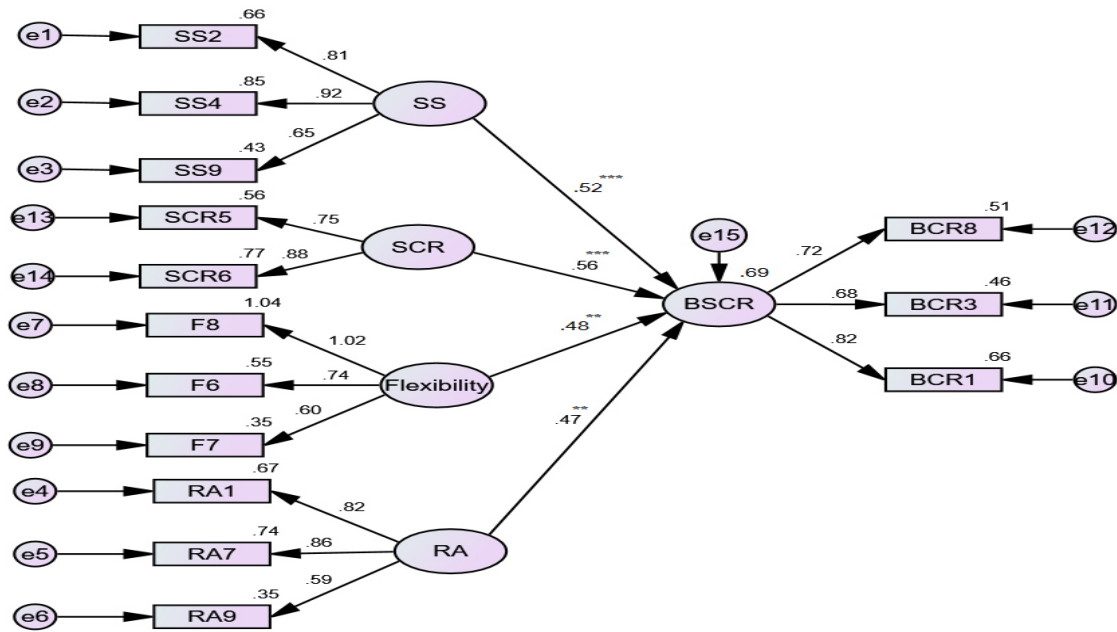 .66
e1 SS2
.81
.85
e2 SS4 .92 SS
.65
.43
e3 SS9
.52***
.56
e13 SCR5 .75
SCR
.77 .88
e14 SCR6
.56***
1.04
e7 F8 1.02
.55
e8 F6 .74 Flexibility
.48**
.60
.35
e9 F7
.67
e4 RA1 .82
.47**
.74
e5 RA7 .86 RA
.59
.35
e6 RA9
e15
.69
BSCR
.51
.72 BCR8 e12
.46
.68 BCR3 e11
.82
.66
BCR1 e10